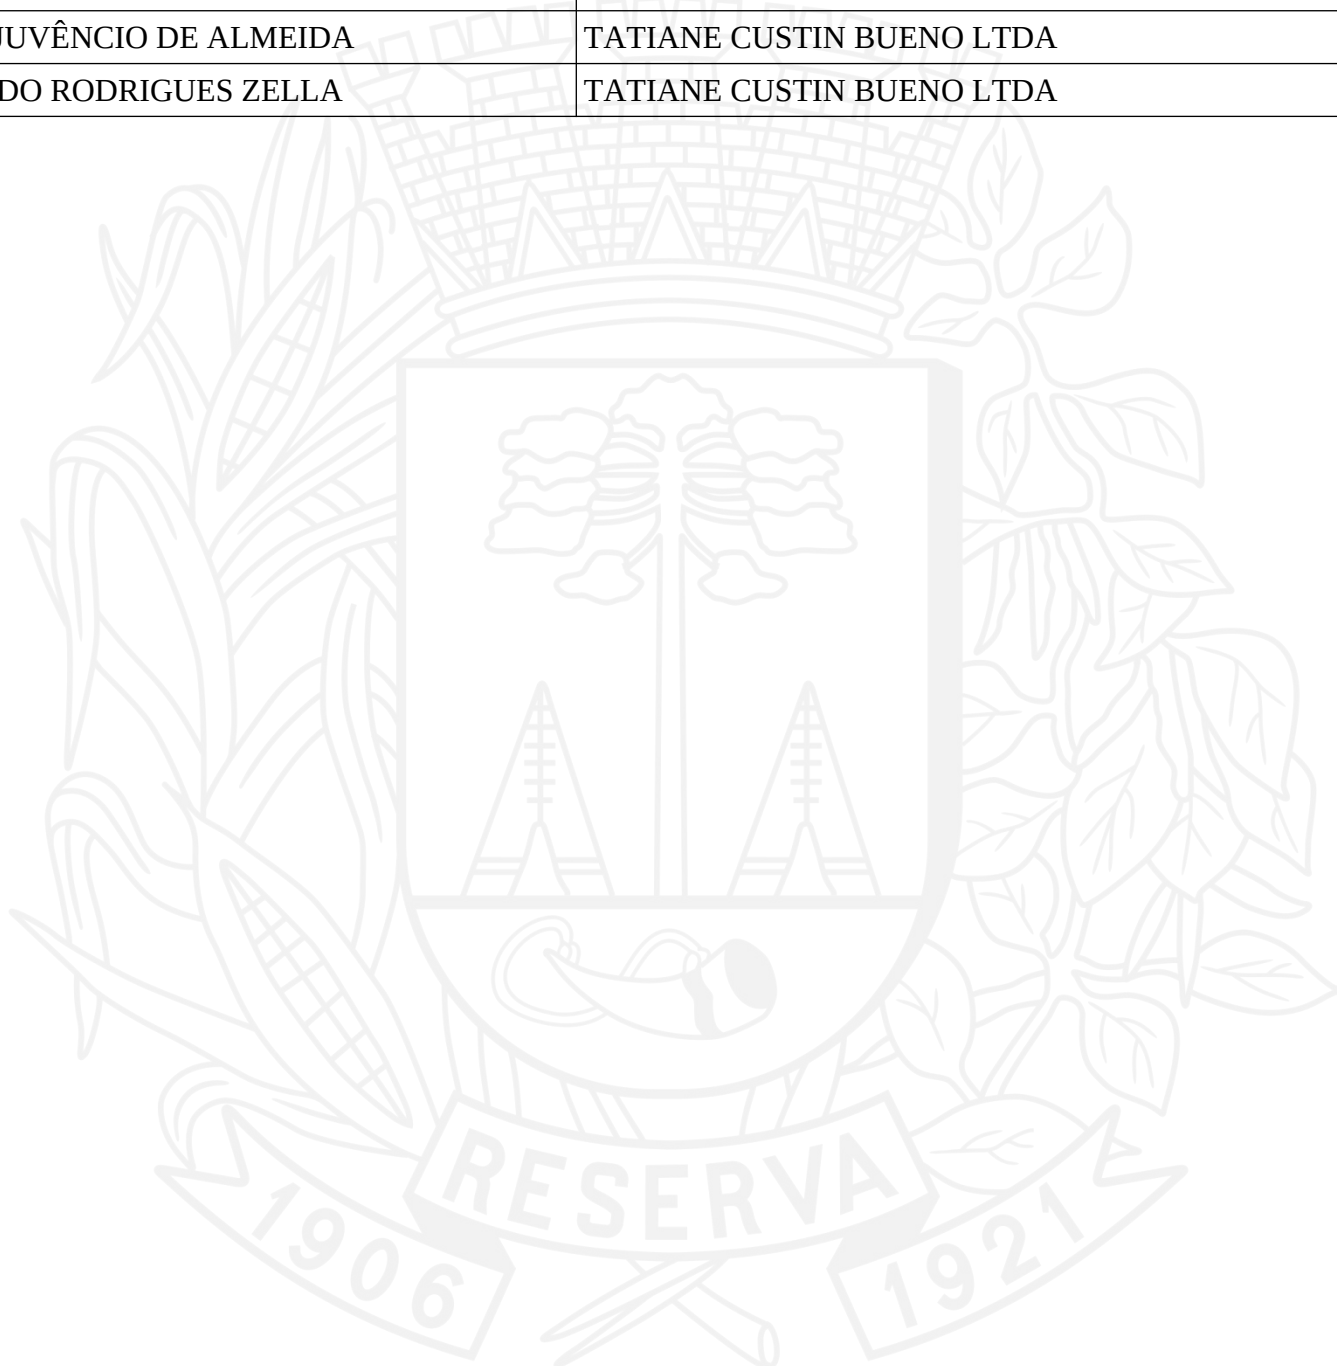 JUVÊNCIO DE ALMEIDA TATIANE CUSTIN BUENO LTDA
DO RODRIGUES ZELLA TATIANE CUSTIN BUENO LTDA
RESERVA
1906 1921